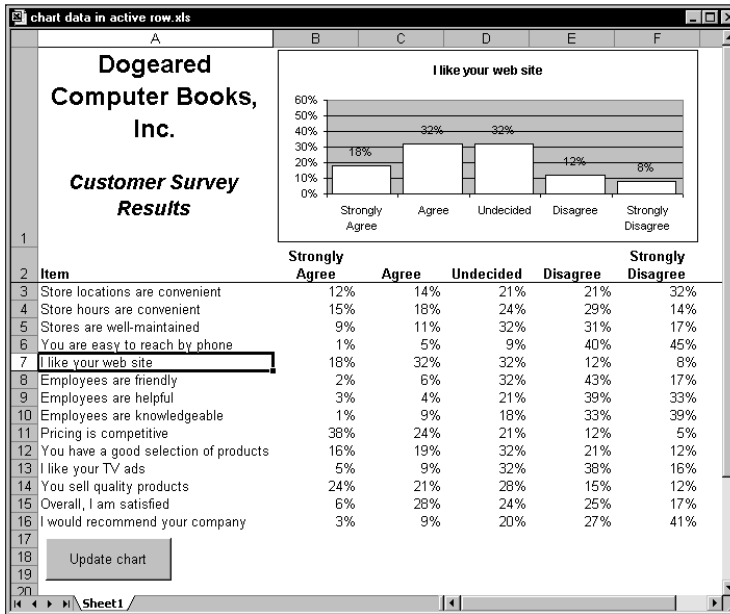 chart data in active row.xls
A B C D E F
1
Dogeared
Computer Books,
Inc.
Customer Survey
Results
I like your web site
60%
50%
40%
30%
20%
10%
0%
18% 32% 32% 12% 8%
Strongly Agree Agree Undecided Disagree Strongly Disagree
2 Item Strongly Agree Agree Undecided Disagree Strongly Disagree
3 Store locations are convenient 12% 14% 21% 21% 32%
4 Store hours are convenient 15% 18% 24% 29% 14%
5 Stores are well-maintained 9% 11% 32% 31% 17%
6 You are easy to reach by phone 1% 5% 9% 40% 45%
7 I like your web site 18% 32% 32% 12% 8%
8 Employees are friendly 2% 6% 32% 43% 17%
9 Employees are helpful 3% 4% 21% 39% 33%
10 Employees are knowledgeable 1% 9% 18% 33% 39%
11 Pricing is competitive 38% 24% 21% 12% 5%
12 You have a good selection of products 16% 19% 32% 21% 12%
13 I like your TV ads 5% 9% 32% 38% 16%
14 You sell quality products 24% 21% 28% 15% 12%
15 Overall, I am satisfied 6% 28% 24% 25% 17%
16 I would recommend your company 3% 9% 20% 27% 41%
17
18 Update chart
19
20
Sheet1